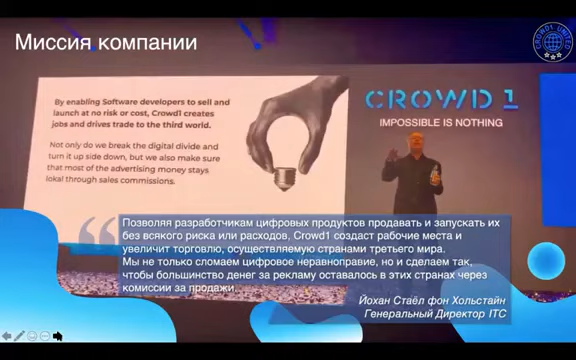 Миссия компании
CROWD1 UNITED
By enabling Software developers to sell and
launch at no risk or cost, Crowd1 creates
jobs and drives trade to the third world.
Not only do we break the digital divide and
turn it up side down, but we also make sure
that most of the advertising money stays
local through sales commissions.
CROWD 1
IMPOSSIBLE IS NOTHING
Позволяя разработчикам цифровых продуктов продавать и запускать их
без всякого риска или расходов, Crowd1 создаст рабочие места и
увеличит торговлю, осуществляемую странами третьего мира.
Мы не только сломаем цифровое неравноправие, но и сделаем так,
чтобы большинство денег за рекламу оставалось в этих странах через
комиссии за продажи
Йохан Стаёл фон Хольстайн
Генеральный Директор ITC